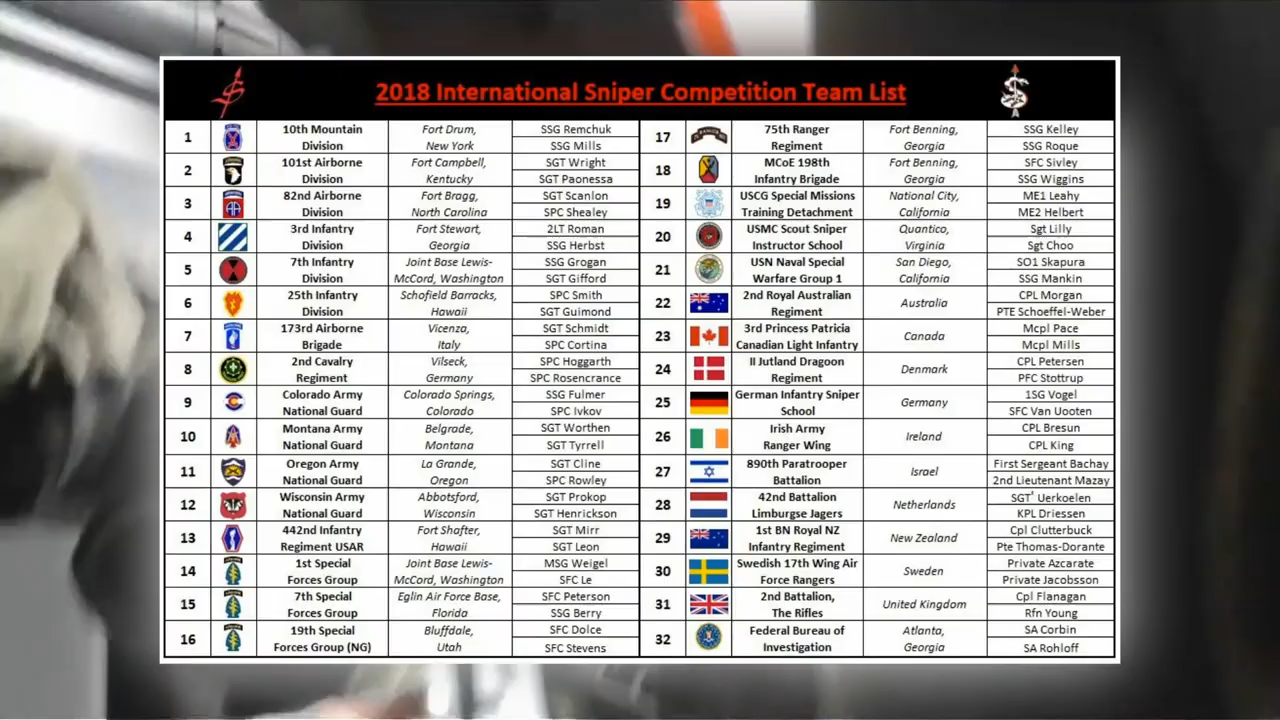 2018 International Sniper Competition Team List
1
10th Mountain
Division
Fort Drum,
New York
SSG Remchuk
SSG Mills
2
101st Airborne
Division
Fort Campbell,
Kentucky
SGT Wright
SGT Paonessa
3
82nd Airborne
Division
Fort Bragg,
North Carolina
SGT Scanlon
SPC Shealey
4
3rd Infantry
Division
Fort Stewart,
Georgia
2LT Roman
SSG Herbst
5
7th Infantry
Division
Joint Base Lewis-
McCord, Washington
SSG Grogan
SGT Gifford
6
25th Infantry
Division
Schofield Barracks,
Hawaii
SPC Smith
SGT Guimond
7
173rd Airborne
Brigade
Vicenza,
Italy
SGT Schmidt
SPC Cortina
8
2nd Cavalry
Regiment
Vilseck,
Germany
SPC Hoggarth
SPC Rosencrance
9
Colorado Army
National Guard
Colorado Springs,
Colorado
SSG Fulmer
SPC Ivkov
10
Montana Army
National Guard
Belgrade,
Montana
SGT Worthen
SGT Tyrrell
11
Oregon Army
National Guard
La Grande,
Oregon
SGT Cline
SPC Rowley
12
Wisconsin Army
National Guard
Abbotsford,
Wisconsin
SGT Prokop
SGT Henrickson
13
442nd Infantry
Regiment USAR
Fort Shafter,
Hawaii
SGT Mirr
SGT Leon
14
1st Special
Forces Group
Joint Base Lewis-
McCord, Washington
MSG Weigel
SFC Le
15
7th Special
Forces Group
Eglin Air Force Base,
Florida
SFC Peterson
SSG Berry
16
19th Special
Forces Group (NG)
Bluffdale,
Utah
SFC Dolce
SFC Stevens
17
75th Ranger
Regiment
Fort Benning,
Georgia
SSG Kelley
SSG Roque
18
MCoE 198th
Infantry Brigade
Fort Benning,
Georgia
SFC Sivley
SSG Wiggins
19
USCG Special Missions
Training Detachment
National City,
California
ME1 Leahy
ME2 Helbert
20
USMC Scout Sniper
Instructor School
Quantico,
Virginia
Sgt Lilly
Sgt Choo
21
USN Naval Special
Warfare Group 1
San Diego,
California
SO1 Skapura
SSG Mankin
22
2nd Royal Australian
Regiment
Australia
CPL Morgan
PTE Schoeffel-Weber
23
3rd Princess Patricia
Canadian Light Infantry
Canada
Mcpl Pace
Mcpl Mills
24
II Jutland Dragoon
Regiment
Denmark
CPL Petersen
PFC Stottrup
25
German Infantry Sniper
School
Germany
1SG Vogel
SFC Van Uooten
26
Irish Army
Ranger Wing
Ireland
CPL Bresun
CPL King
27
890th Paratrooper
Battalion
Israel
First Sergeant Bachay
2nd Lieutenant Mazay
28
42nd Battalion
Limburgse Jagers
Netherlands
SGT' Uerkoelen
KPL Driessen
29
1st BN Royal NZ
Infantry Regiment
New Zealand
Cpl Clutterbuck
Pte Thomas-Dorante
30
Swedish 17th Wing Air
Force Rangers
Sweden
Private Azcarate
Private Jacobsson
31
2nd Battalion,
The Rifles
United Kingdom
Cpl Flanagan
Rfn Young
32
Federal Bureau of
Investigation
Atlanta,
Georgia
SA Corbin
SA Rohloff